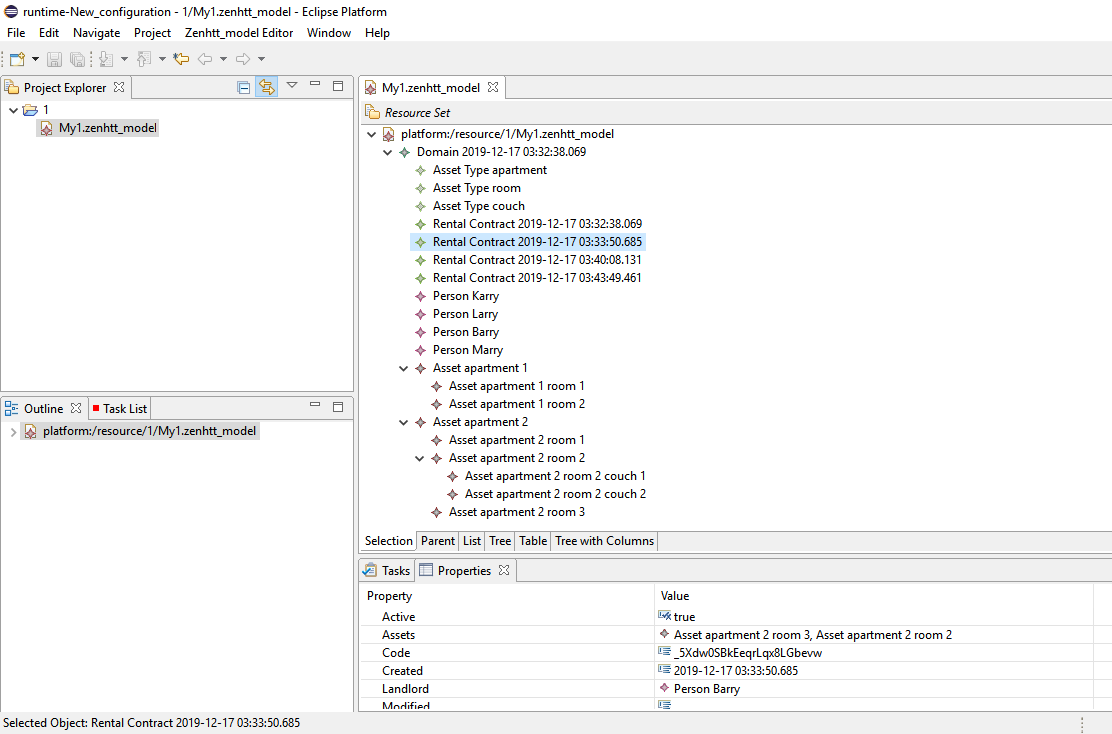 runtime-New_configuration - 1/My1.zenhtt_model - Eclipse Platform
File Edit Navigate Project Zenhtt_model Editor Window Help
Project Explorer
1
My1.zenhtt_model
Outline Task List
platform:/resource/1/My1.zenhtt_model
My1.zenhtt_model
Resource Set
platform:/resource/1/My1.zenhtt_model
Domain 2019-12-17 03:32:38.069
Asset Type apartment
Asset Type room
Asset Type couch
Rental Contract 2019-12-17 03:32:38.069
Rental Contract 2019-12-17 03:33:50.685
Rental Contract 2019-12-17 03:40:08.131
Rental Contract 2019-12-17 03:43:49.461
Person Karry
Person Larry
Person Barry
Person Marry
Asset apartment 1
Asset apartment 1 room 1
Asset apartment 1 room 2
Asset apartment 2
Asset apartment 2 room 1
Asset apartment 2 room 2
Asset apartment 2 room 2 couch 1
Asset apartment 2 room 2 couch 2
Asset apartment 2 room 3
Selection Parent List Tree Table Tree with Columns
Tasks Properties
Property Value
Active true
Assets Asset apartment 2 room 3, Asset apartment 2 room 2
Code _5Xdw0SBkEeqrLqx8LGbevw
Created 2019-12-17 03:33:50.685
Landlord Person Barry
Modified
Selected Object: Rental Contract 2019-12-17 03:33:50.685